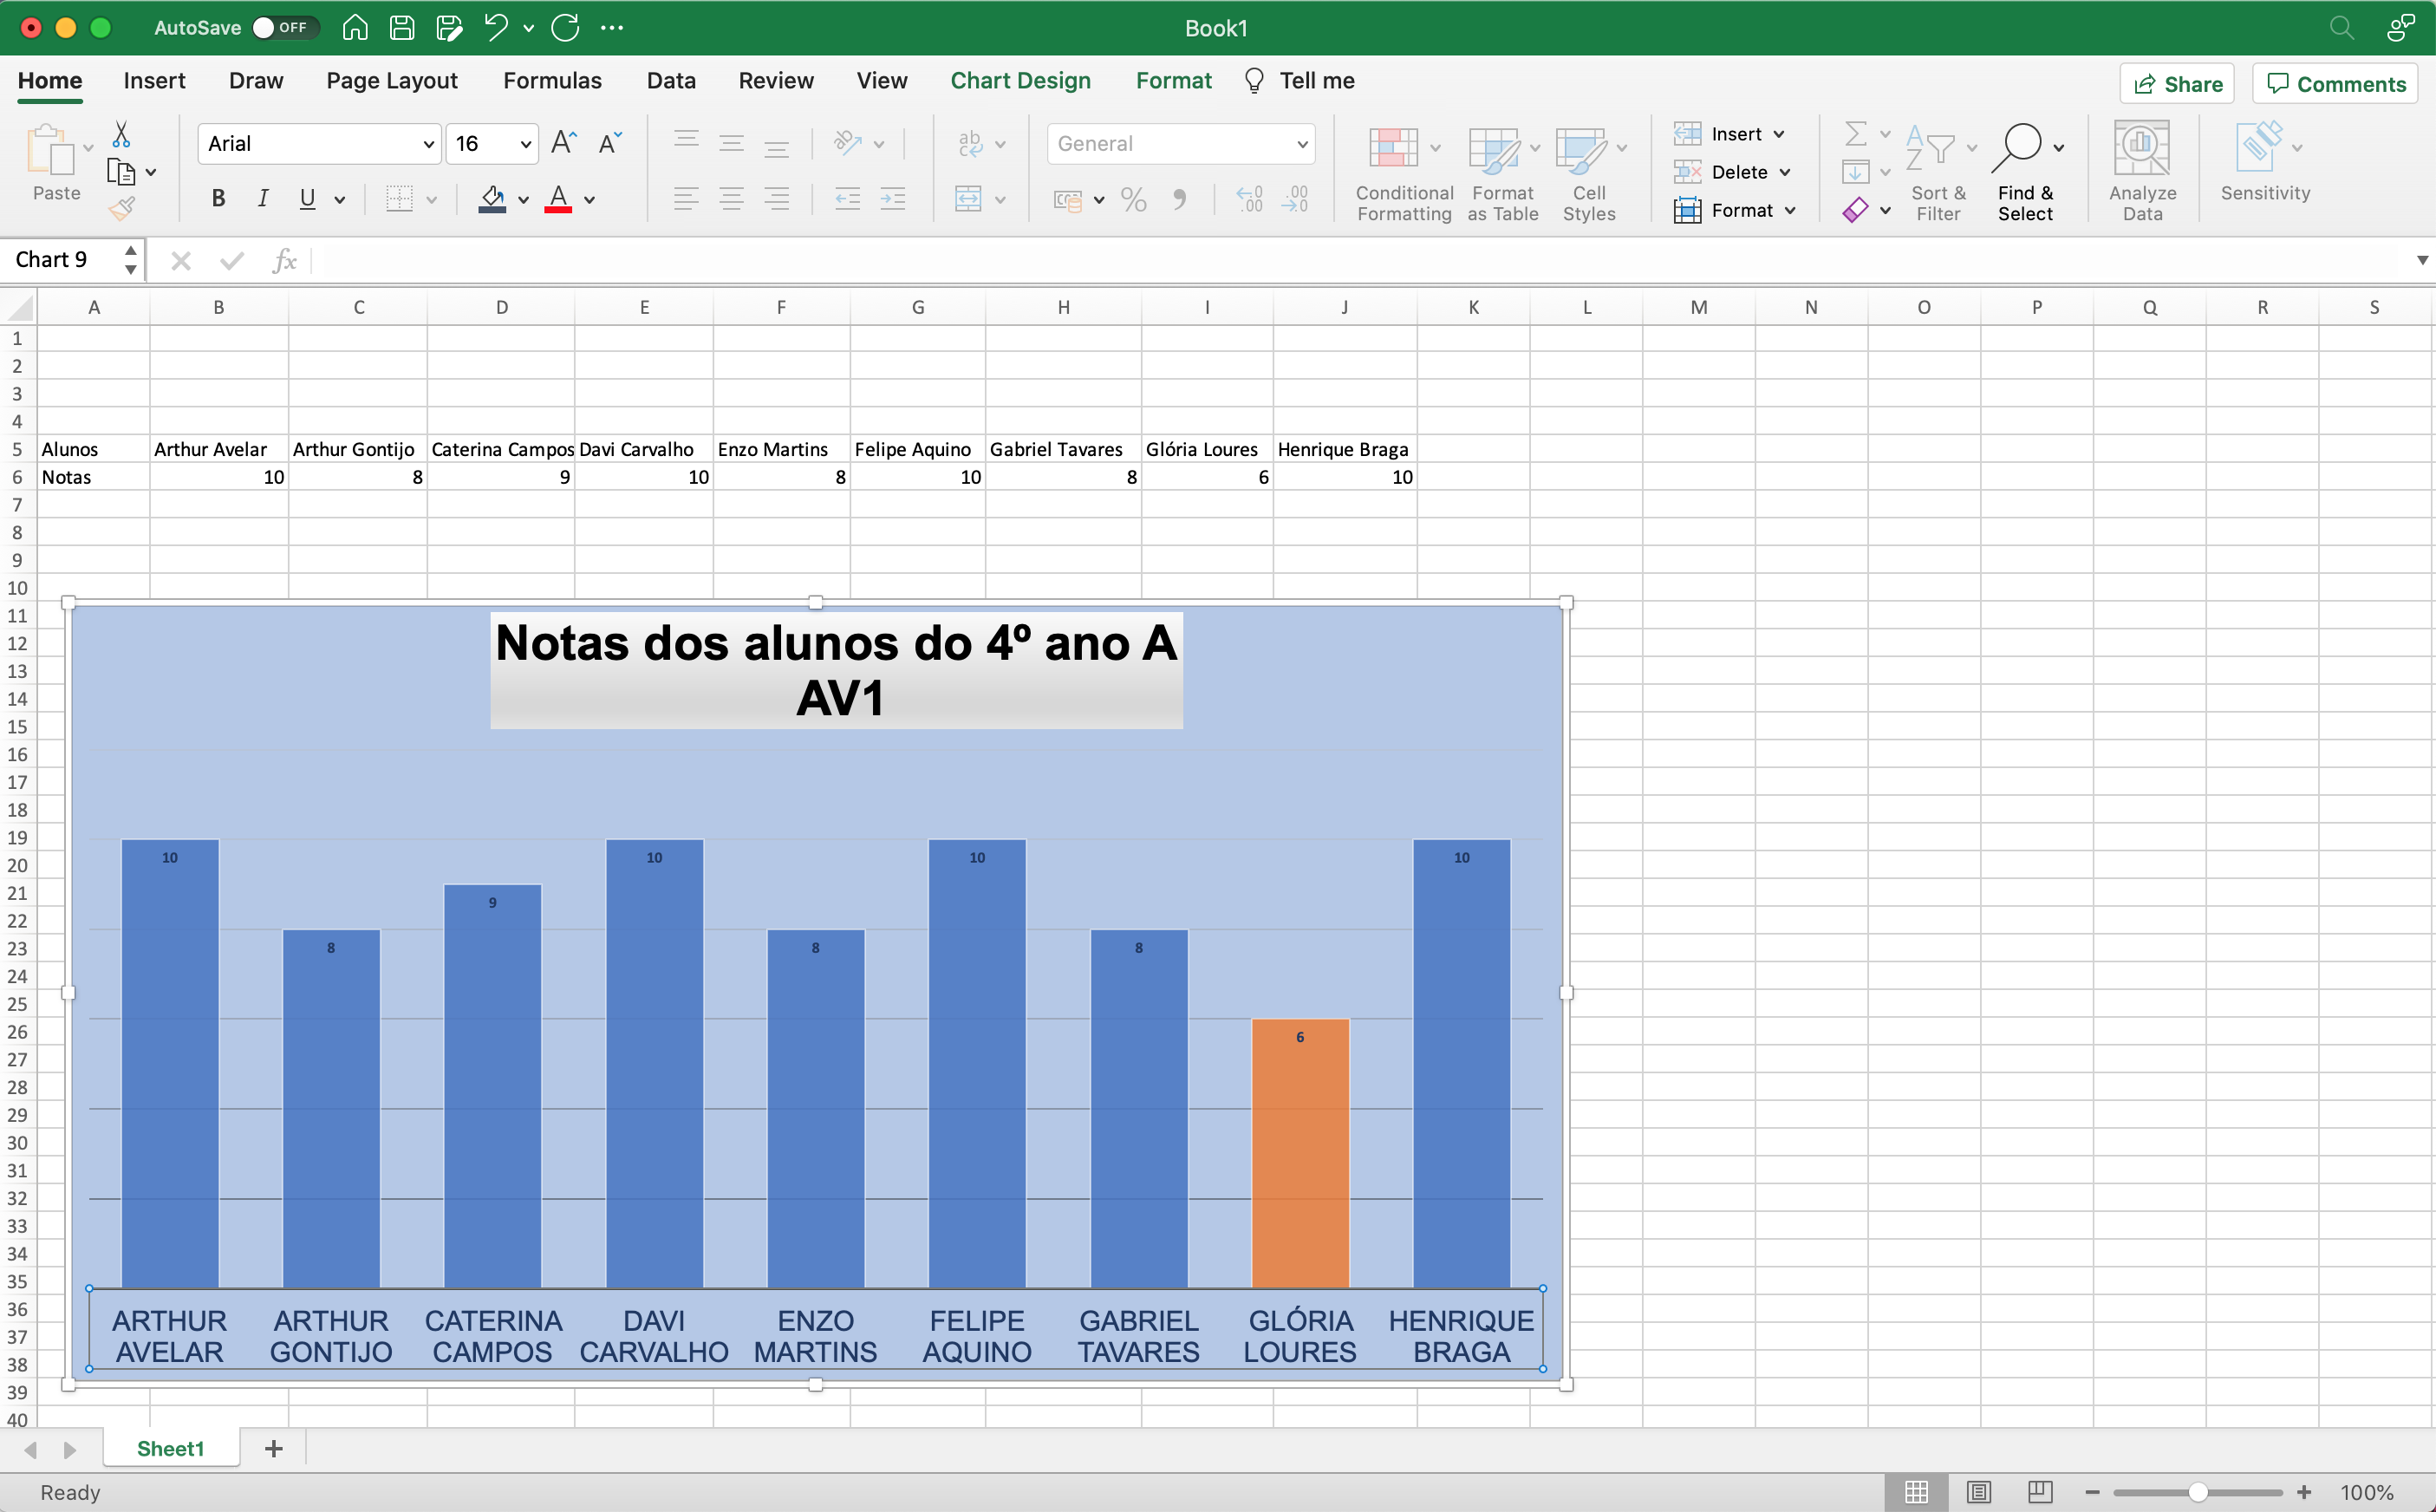 AutoSave OFF Book1
Home Insert Draw Page Layout Formulas Data Review View Chart Design Format Tell me Share Comments
Paste Arial 16 A A ab General Insert
B I U A % Conditional Formatting Format as Table Cell Styles Delete Sort & Filter Find & Select Analyze Data Sensitivity
Format
Chart 9 fx
A B C D E F G H I J K L M N O P Q R S
1
2
3
4
5 Alunos Arthur Avelar Arthur Gontijo Caterina Campos Davi Carvalho Enzo Martins Felipe Aquino Gabriel Tavares Glória Loures Henrique Braga
6 Notas 10 8 9 10 8 10 8 6 10
7
8
9
10
11
12
13
14
15
16
17
18
19
20
21
22
23
24
25
26
27
28
29
30
31
32
33
34
35
36
37
38
39
40
Notas dos alunos do 4º ano A
AV1
10 8 9 10 8 10 8 6 10
ARTHUR AVELAR ARTHUR GONTIJO CATERINA CAMPOS DAVI CARVALHO ENZO MARTINS FELIPE AQUINO GABRIEL TAVARES GLÓRIA LOURES HENRIQUE BRAGA
Sheet1 +
Ready 100%